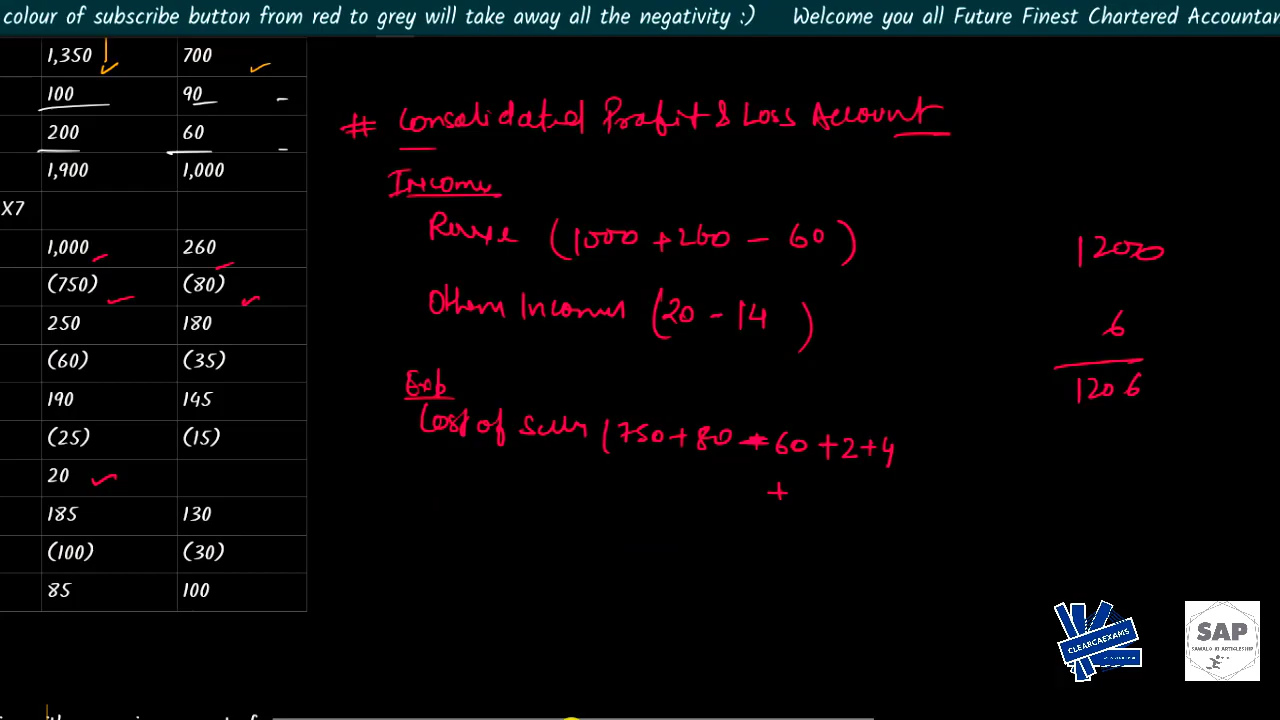 colour of subscribe button from red to grey will take away all the negativity :) Welcome you all Future Finest Chartered Accountan
1,350 700
100 90
200 60
1,900 1,000
X7
1,000 260
(750) (80)
250 180
(60) (35)
190 145
(25) (15)
20
185 130
(100) (30)
85 100
# Consolidated Profit & Loss Account
Income
(1000 + 260 - 60) 1200
Other Incomes (20 - 14) 6
1206
Exp
Cost of (750 + 80 - 60 + 2 + 4
+
CLEARCAEXAMS
SAP
SAWALO KI ARTICLESHIP